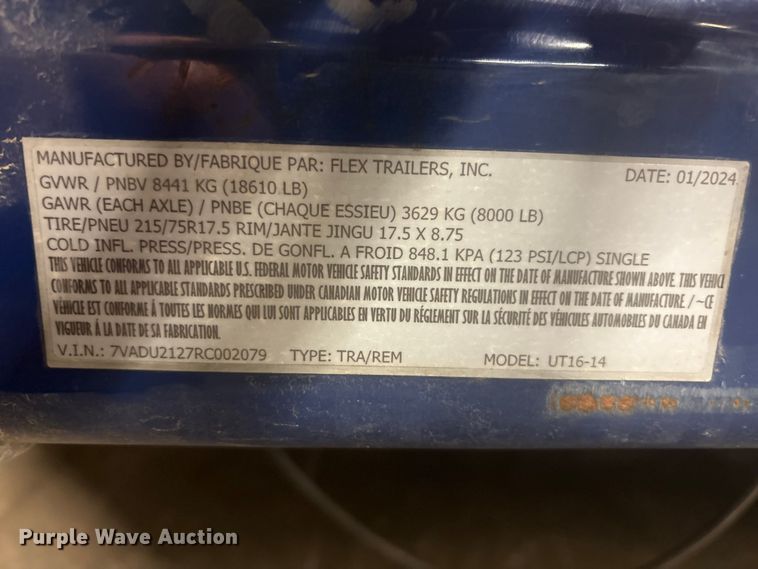 MANUFACTURED BY/FABRIQUE PAR: FLEX TRAILERS, INC. DATE: 01/2024
GVWR / PNBV 8441 KG (18610 LB)
GAWR (EACH AXLE) / PNBE (CHAQUE ESSIEU) 3629 KG (8000 LB)
TIRE/PNEU 215/75R17.5 RIM/JANTE JINGU 17.5 X 8.75
COLD INFL. PRESS/PRESS. DE GONFL. A FROID 848.1 KPA (123 PSI/LCP) SINGLE
THIS VEHICLE CONFORMS TO ALL APPLICABLE U.S. FEDERAL MOTOR VEHICLE SAFETY STANDARDS IN EFFECT ON THE DATE OF MANUFACTURE SHOWN ABOVE. THIS VEHICL
CONFORMS TO ALL APPLICABLE STANDARDS PRESCRIBED UNDER CANADIAN MOTOR VEHICLE SAFETY REGULATIONS IN EFFECT ON THE DATE OF MANUFACTURE. / ~CE
VÉHICLE EST CONFORME Á TOUTES LES NORMES QUI LUI SONT APPLICABLES EN VERTU DU RÉGLEMENT SUR LA SÉCURITÉ DES VÉHICULES AUTOMOBILES DU CANADA EN
VIGUEUR Á LA DATE DE SA FABRICATION.
V.I.N.: 7VADU2127RC002079 TYPE: TRA/REM MODEL: UT16-14
Purple Wave Auction